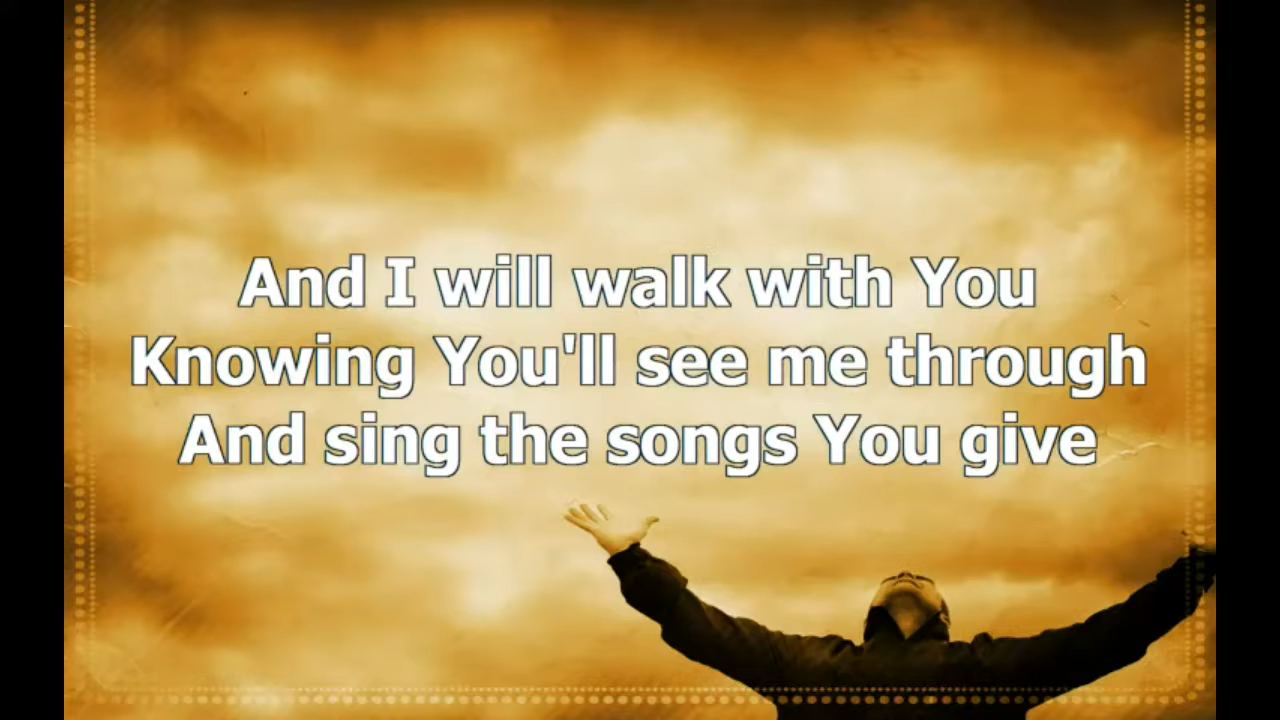 And I will walk with You
Knowing You'll see me through
And sing the songs You give